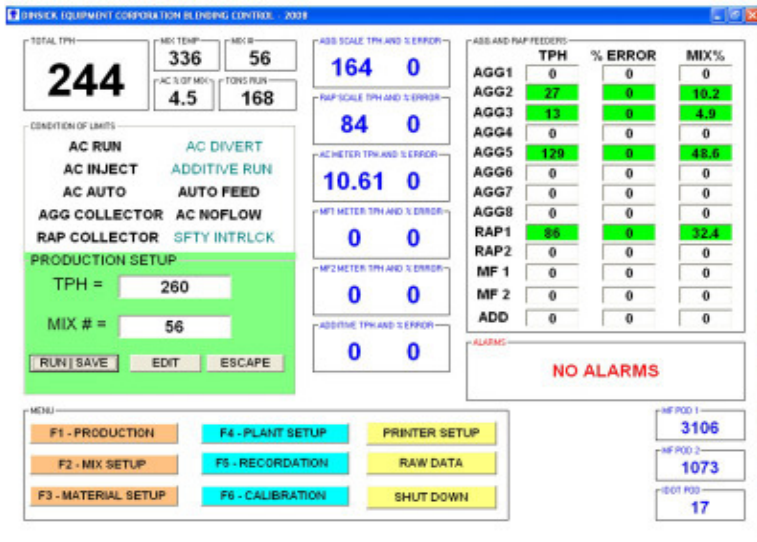 DINSICK EQUIPMENT CORPORATION BLENDING CONTROL - 2008
TOTAL TPH
244
MIX TEMP
336
MIX #
56
AC % OF MIX
4.5
TONS RUN
168
CONDITION OF LIMITS
AC RUN AC DIVERT
AC INJECT ADDITIVE RUN
AC AUTO AUTO FEED
AGG COLLECTOR AC NOFLOW
RAP COLLECTOR SFTY INTRLCK
PRODUCTION SETUP
TPH = 260
MIX # = 56
RUN | SAVE EDIT ESCAPE
AGG SCALE TPH AND % ERROR
164 0
RAP SCALE TPH AND % ERROR
84 0
AC METER TPH AND % ERROR
10.61 0
MF1 METER TPH AND % ERROR
0 0
MF2 METER TPH AND % ERROR
0 0
ADDITIVE TPH AND % ERROR
0 0
AGG AND RAP FEEDERS
TPH % ERROR MIX%
AGG1 0 0 0
AGG2 27 0 10.2
AGG3 13 0 4.9
AGG4 0 0 0
AGG5 129 0 48.6
AGG6 0 0 0
AGG7 0 0 0
AGG8 0 0 0
RAP1 86 0 32.4
RAP2 0 0 0
MF 1 0 0 0
MF 2 0 0 0
ADD 0 0 0
ALARMS
NO ALARMS
MENU
F1 - PRODUCTION F4 - PLANT SETUP PRINTER SETUP
F2 - MIX SETUP F5 - RECORDATION RAW DATA
F3 - MATERIAL SETUP F6 - CALIBRATION SHUT DOWN
MF POD 1
3106
MF POD 2
1073
IDOT POD
17